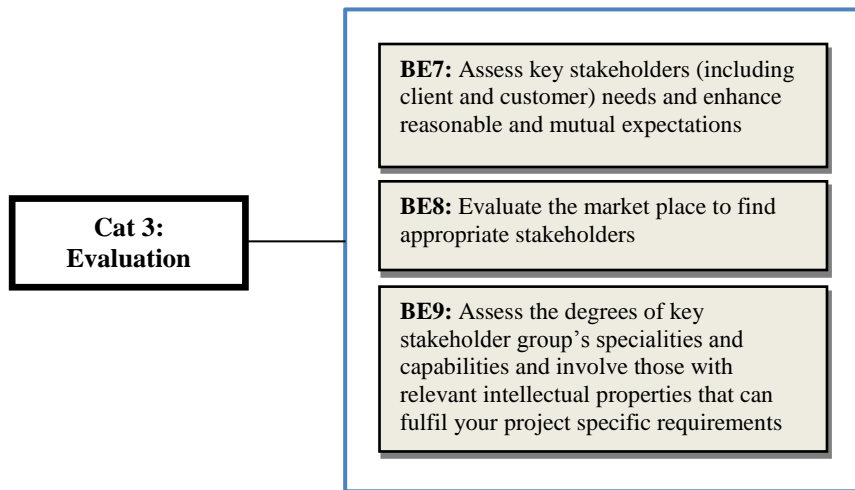 Cat 3:
Evaluation
BE7: Assess key stakeholders (including
client and customer) needs and enhance
reasonable and mutual expectations
BE8: Evaluate the market place to find
appropriate stakeholders
BE9: Assess the degrees of key
stakeholder group’s specialities and
capabilities and involve those with
relevant intellectual properties that can
fulfil your project specific requirements